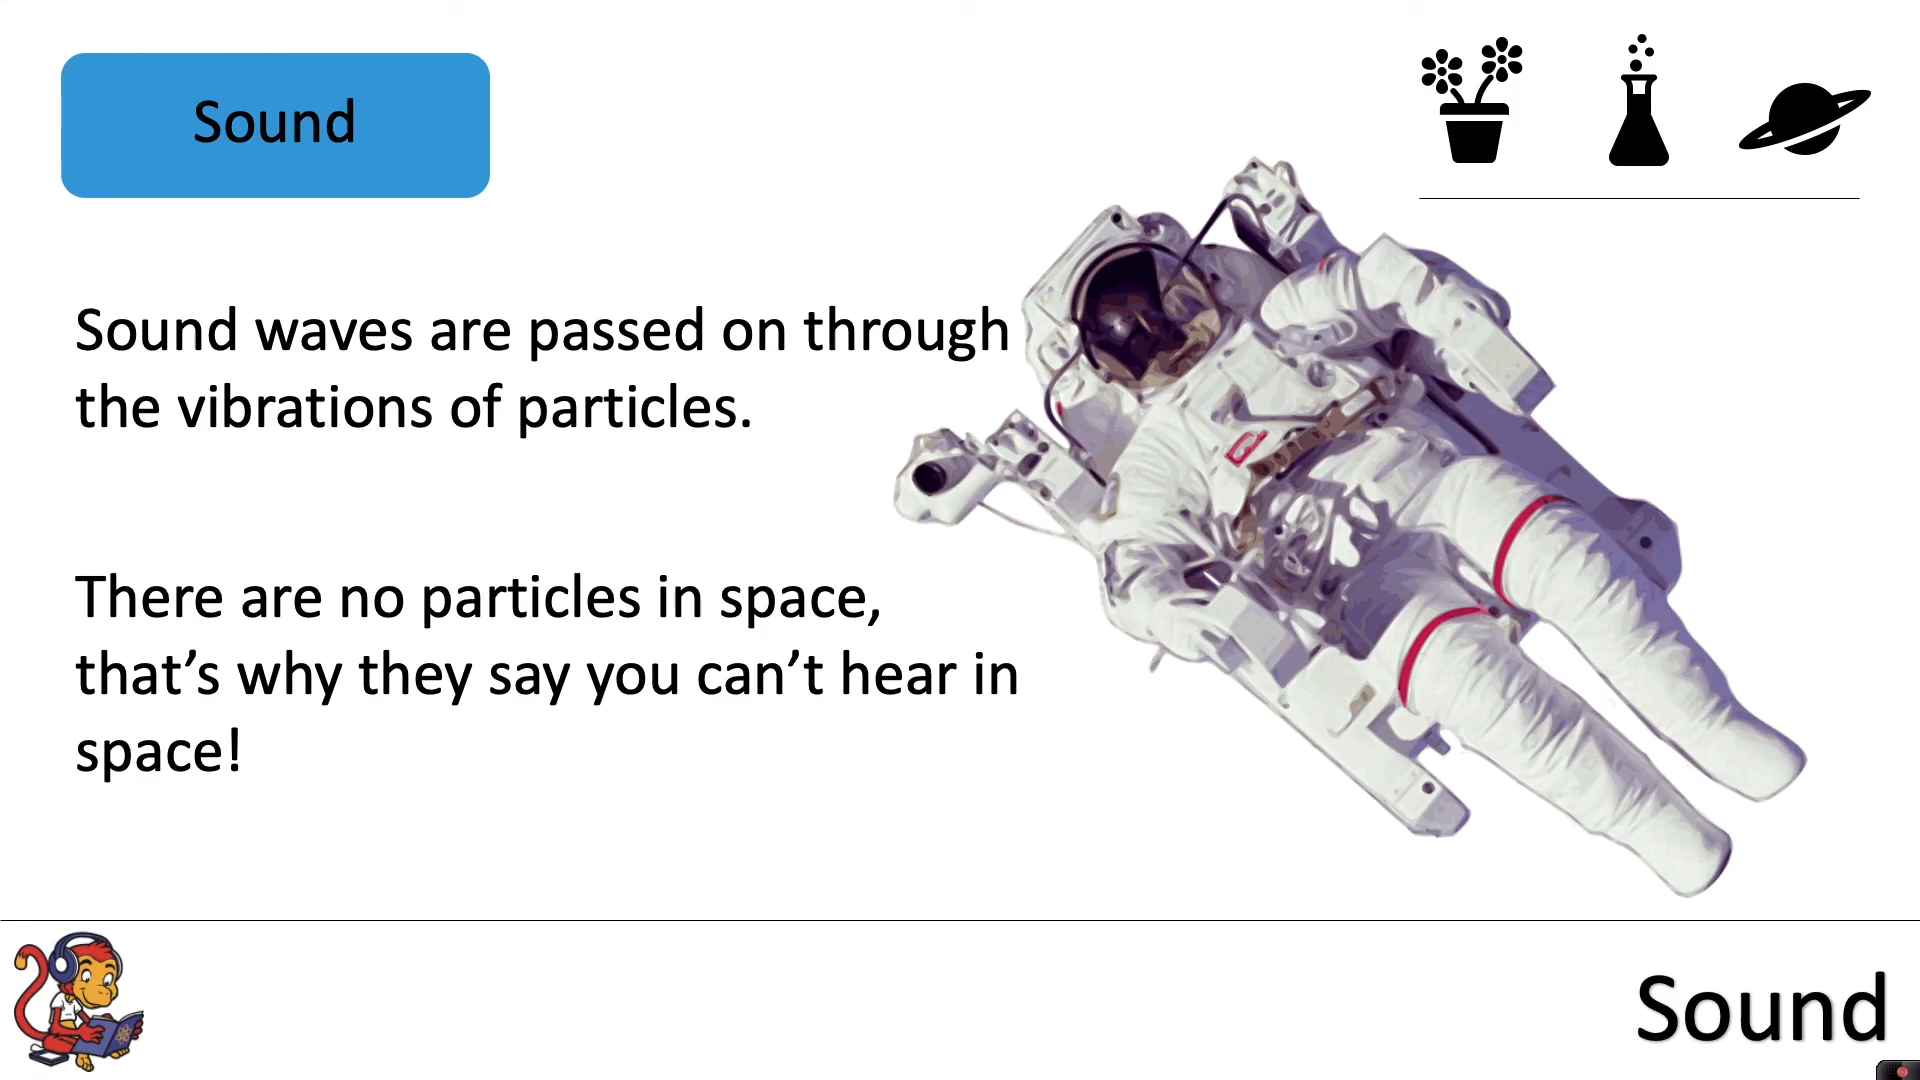 Sound
Sound waves are passed on through
the vibrations of particles.
There are no particles in space,
that’s why they say you can’t hear in
space!
Sound